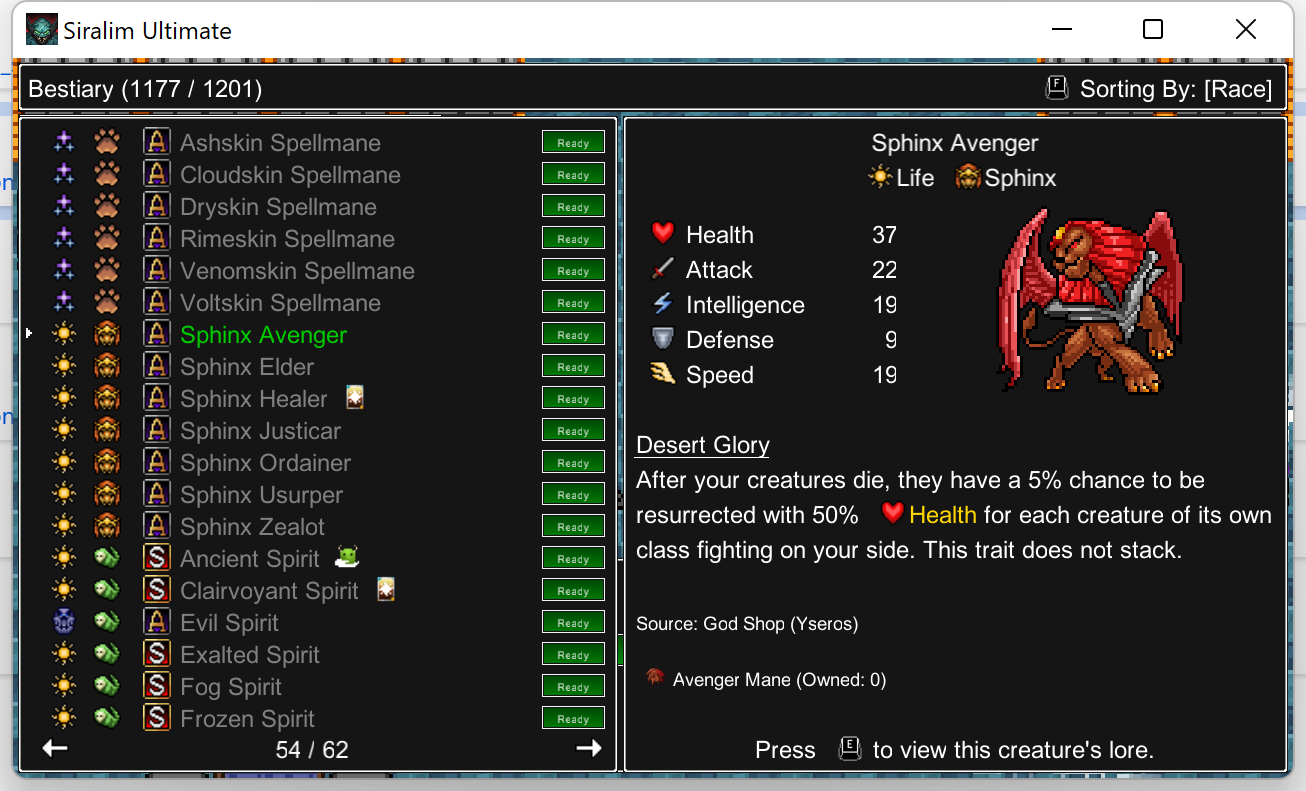 Siralim Ultimate
Bestiary (1177 / 1201)
F Sorting By: [Race]
A Ashskin Spellmane Ready
A Cloudskin Spellmane Ready
A Dryskin Spellmane Ready
A Rimeskin Spellmane Ready
A Venomskin Spellmane Ready
A Voltskin Spellmane Ready
A Sphinx Avenger Ready
A Sphinx Elder Ready
A Sphinx Healer Ready
A Sphinx Justicar Ready
A Sphinx Ordainer Ready
A Sphinx Usurper Ready
A Sphinx Zealot Ready
S Ancient Spirit Ready
S Clairvoyant Spirit Ready
A Evil Spirit Ready
S Exalted Spirit Ready
S Fog Spirit Ready
S Frozen Spirit Ready
54 / 62
Sphinx Avenger
Life Sphinx
Health 37
Attack 22
Intelligence 19
Defense 9
Speed 19
Desert Glory
After your creatures die, they have a 5% chance to be
resurrected with 50% Health for each creature of its own
class fighting on your side. This trait does not stack.
Source: God Shop (Yseros)
Avenger Mane (Owned: 0)
Press E to view this creature's lore.